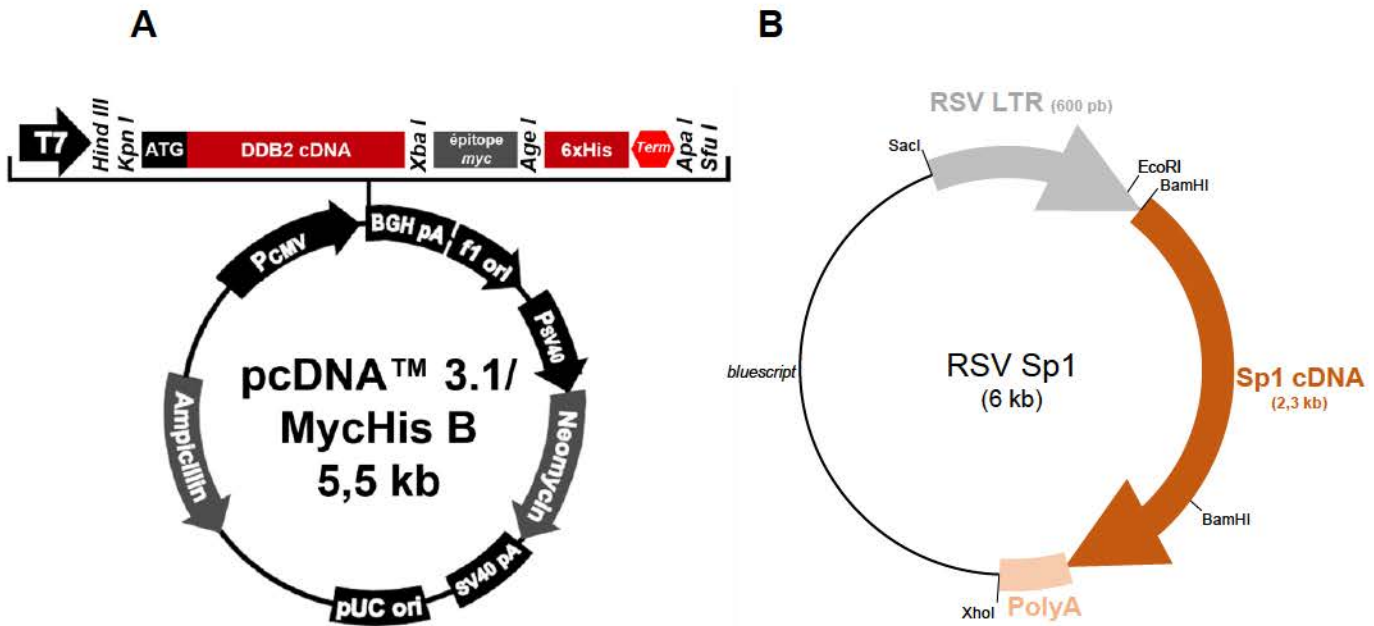 A
T7
Hind III
Kpn I
ATG
DDB2 cDNA
Xba I
épitope
myc
Age I
6xHis
Term
Apa I
Sfu I
PCMV
BGH pA
f1 ori
PSV40
Neomycin
SV40 pA
pUC ori
Ampicillin
pcDNA™ 3.1/
MycHis B
5,5 kb
B
RSV LTR (600 pb)
SacI
EcoRI
BamHI
bluescript
RSV Sp1
(6 kb)
Sp1 cDNA
(2,3 kb)
BamHI
XhoI
PolyA